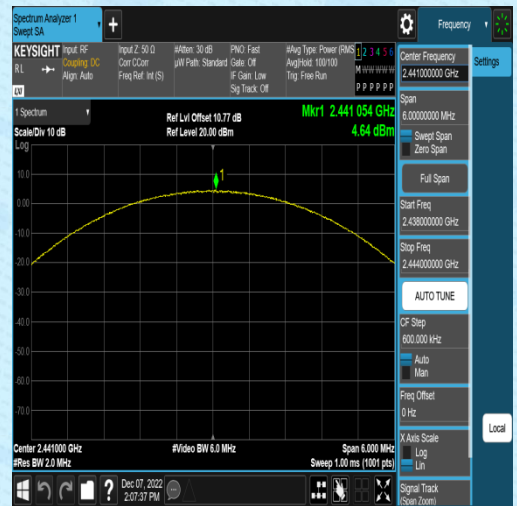 Spectrum Analyzer 1
Swept SA
+
Frequency
KEYSIGHT
RL
LXI
Input: RF
Coupling: DC
Align: Auto
Input Z: 50 Ω
Corr CCorr
Freq Ref: Int (S)
#Atten: 30 dB
µW Path: Standard
PNO: Fast
Gate: Off
IF Gain: Low
Sig Track: Off
#Avg Type: Power (RMS
Avg|Hold: 100/100
Trig: Free Run
1 2 3 4 5 6
M W W W W W
P P P P P P
1 Spectrum
Scale/Div 10 dB
Log
Ref Lvl Offset 10.77 dB
Ref Level 20.00 dBm
Mkr1 2.441 054 GHz
4.64 dBm
1
10.0
0.00
-10.0
-20.0
-30.0
-40.0
-50.0
-60.0
-70.0
Center 2.441000 GHz
#Res BW 2.0 MHz
#Video BW 6.0 MHz
Span 6.000 MHz
Sweep 1.00 ms (1001 pts)
Dec 07, 2022
2:07:37 PM
Center Frequency
2.441000000 GHz
Settings
Span
6.00000000 MHz
Swept Span
Zero Span
Full Span
Start Freq
2.438000000 GHz
Stop Freq
2.444000000 GHz
AUTO TUNE
CF Step
600.000 kHz
Auto
Man
Freq Offset
0 Hz
X Axis Scale
Log
Lin
Local
Signal Track
(Span Zoom)